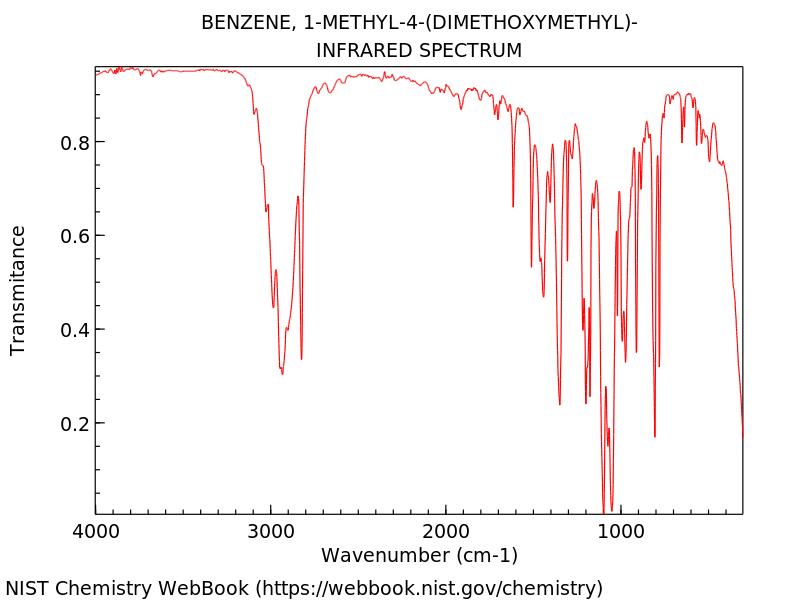 BENZENE, 1-METHYL-4-(DIMETHOXYMETHYL)-
INFRARED SPECTRUM
0.8
0.6
0.4
0.2
Transmitance
4000 3000 2000 1000
Wavenumber (cm-1)
NIST Chemistry WebBook (https://webbook.nist.gov/chemistry)